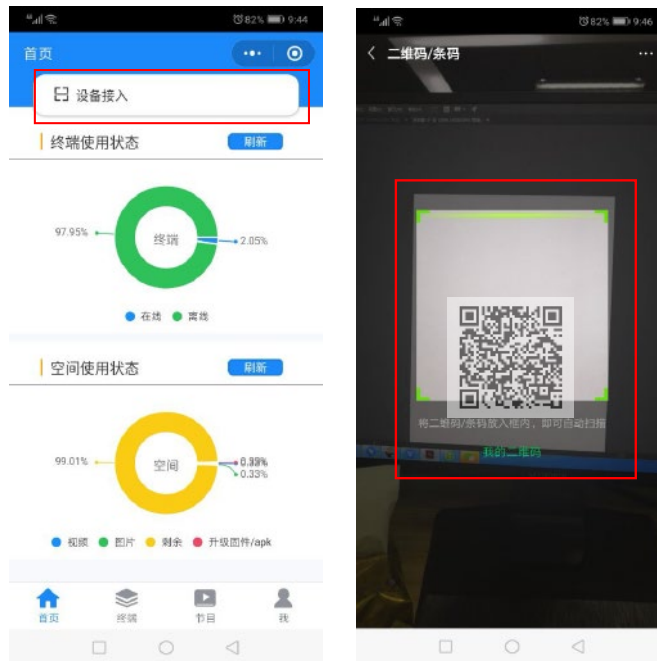 82% 9:44
首页
设备接入
终端使用状态
刷新
97.95%
终端
2.05%
在线
离线
空间使用状态
刷新
99.01%
空间
0.33%
视频
图片
剩余
升级固件/apk
首页
终端
节目
我
82% 9:46
二维码/条码
将二维码/条码放入框内，即可自动扫描
我的二维码